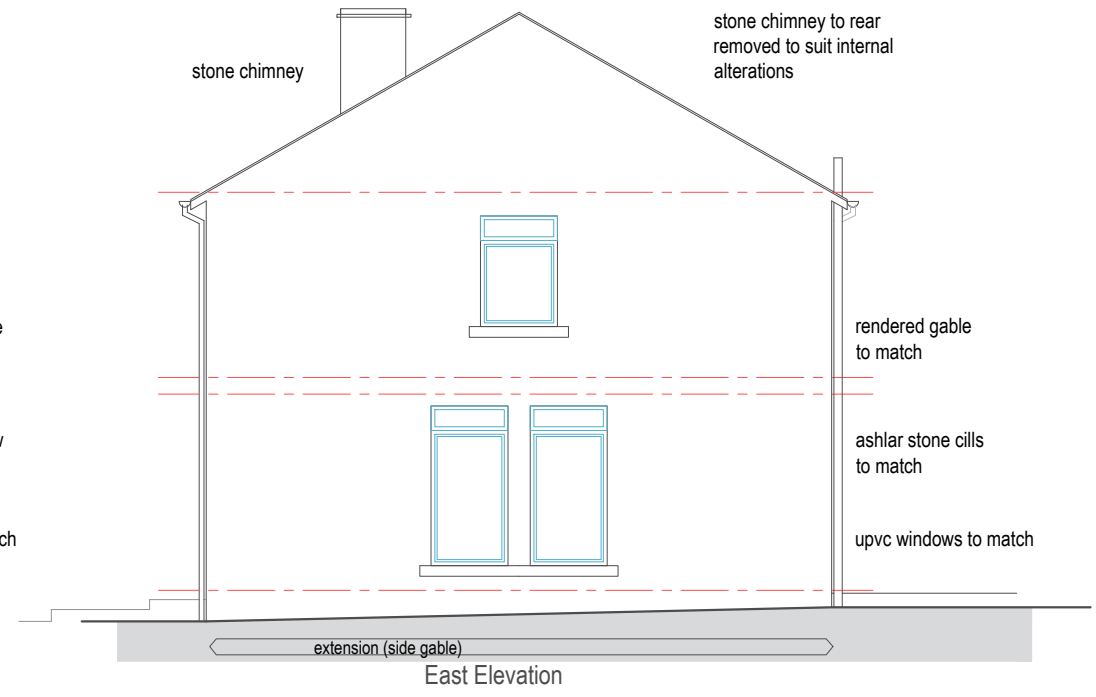 stone chimney
stone chimney to rear
removed to suit internal
alterations
rendered gable
to match
ashlar stone cills
to match
upvc windows to match
extension (side gable)
East Elevation